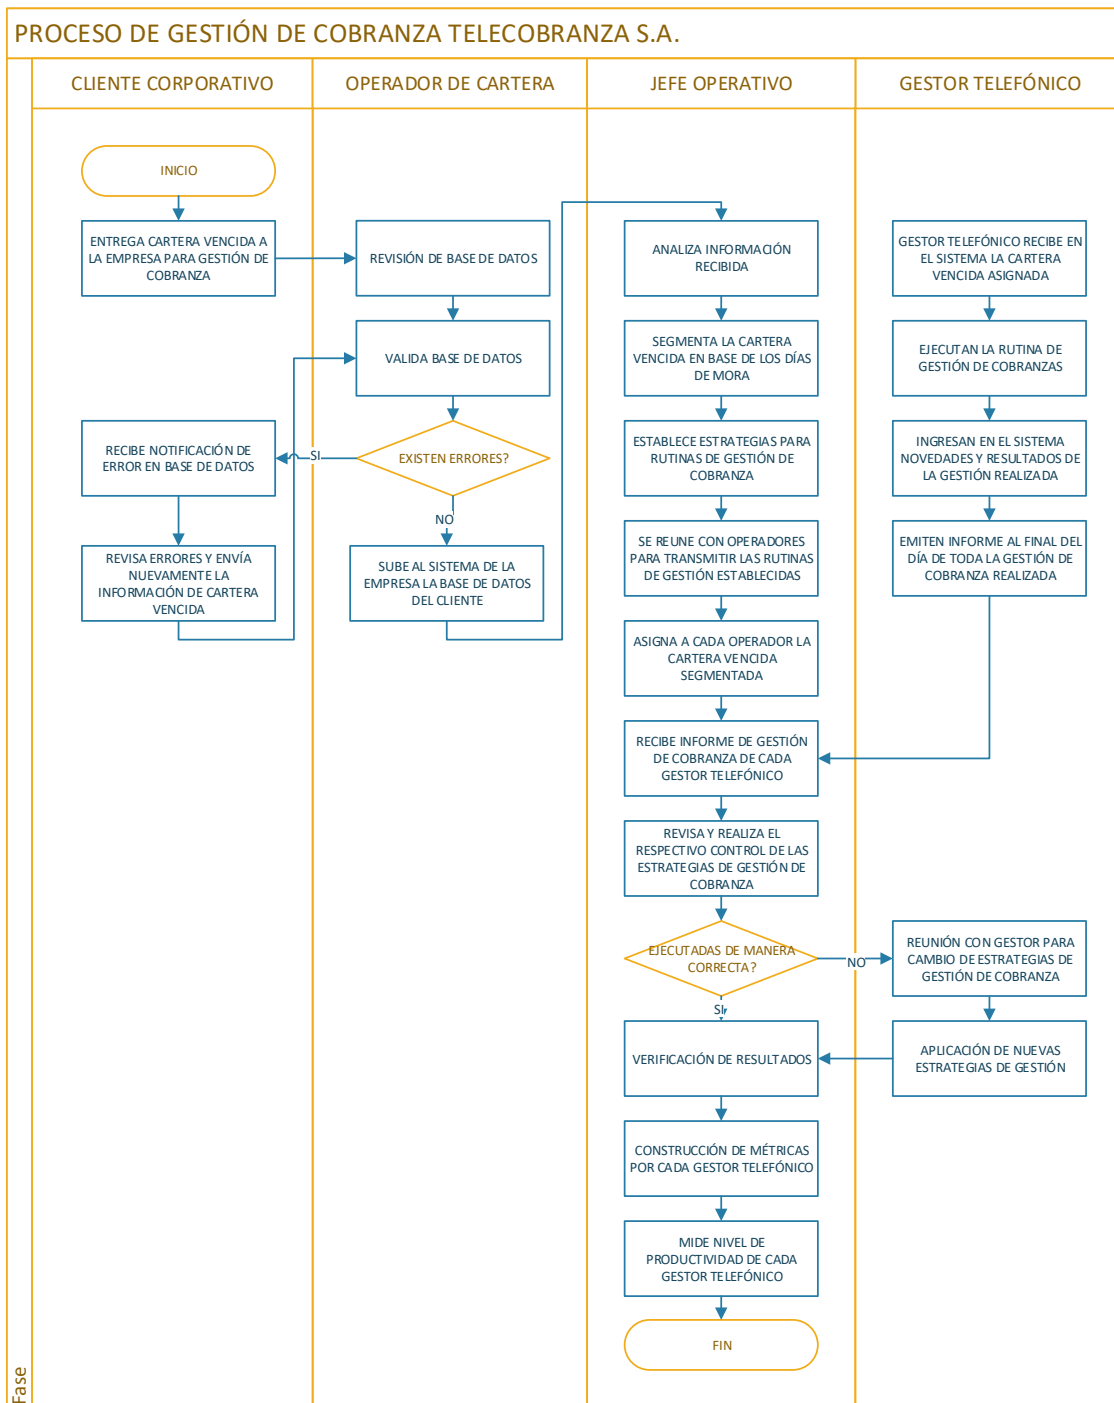 PROCESO DE GESTIÓN DE COBRANZA TELECOBRANZA S.A.
CLIENTE CORPORATIVO
OPERADOR DE CARTERA
JEFE OPERATIVO
GESTOR TELEFÓNICO
INICIO
ENTREGA CARTERA VENCIDA A
LA EMPRESA PARA GESTIÓN DE
COBRANZA
RECIBE NOTIFICACIÓN DE
ERROR EN BASE DE DATOS
REVISA ERRORES Y ENVÍA
NUEVAMENTE LA
INFORMACIÓN DE CARTERA
VENCIDA
REVISIÓN DE BASE DE DATOS
VALIDA BASE DE DATOS
EXISTEN ERRORES?
SI
NO
SUBE AL SISTEMA DE LA
EMPRESA LA BASE DE DATOS
DEL CLIENTE
ANALIZA INFORMACIÓN
RECIBIDA
SEGMENTA LA CARTERA
VENCIDA EN BASE DE LOS DÍAS
DE MORA
ESTABLECE ESTRATEGIAS PARA
RUTINAS DE GESTIÓN DE
COBRANZA
SE REUNE CON OPERADORES
PARA TRANSMITIR LAS RUTINAS
DE GESTIÓN ESTABLECIDAS
ASIGNA A CADA OPERADOR LA
CARTERA VENCIDA
SEGMENTADA
RECIBE INFORME DE GESTIÓN
DE COBRANZA DE CADA
GESTOR TELEFÓNICO
REVISA Y REALIZA EL
RESPECTIVO CONTROL DE LAS
ESTRATEGIAS DE GESTIÓN DE
COBRANZA
EJECUTADAS DE MANERA
CORRECTA?
NO
SI
VERIFICACIÓN DE RESULTADOS
CONSTRUCCIÓN DE MÉTRICAS
POR CADA GESTOR TELEFÓNICO
MIDE NIVEL DE
PRODUCTIVIDAD DE CADA
GESTOR TELEFÓNICO
FIN
GESTOR TELEFÓNICO RECIBE EN
EL SISTEMA LA CARTERA
VENCIDA ASIGNADA
EJECUTAN LA RUTINA DE
GESTIÓN DE COBRANZAS
INGRESAN EN EL SISTEMA
NOVEDADES Y RESULTADOS DE
LA GESTIÓN REALIZADA
EMITEN INFORME AL FINAL DEL
DÍA DE TODA LA GESTIÓN DE
COBRANZA REALIZADA
REUNIÓN CON GESTOR PARA
CAMBIO DE ESTRATEGIAS DE
GESTIÓN DE COBRANZA
APLICACIÓN DE NUEVAS
ESTRATEGIAS DE GESTIÓN
Fase